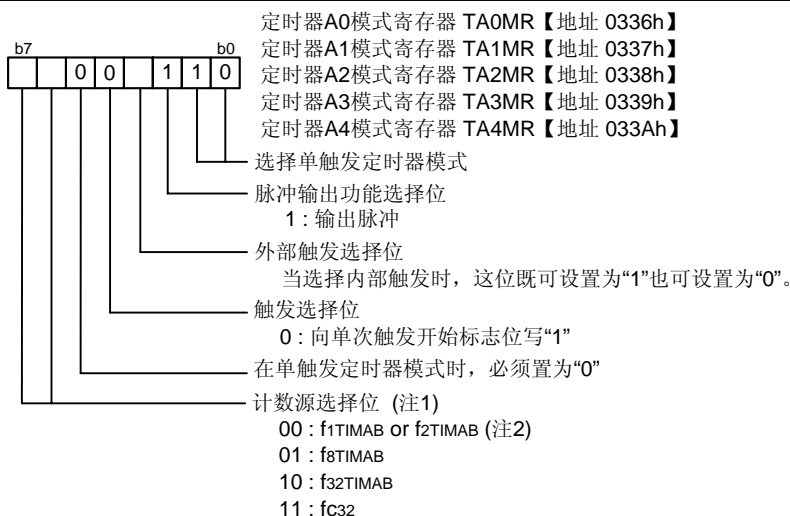 定时器A0模式寄存器 TA0MR【地址 0336h】
定时器A1模式寄存器 TA1MR【地址 0337h】
定时器A2模式寄存器 TA2MR【地址 0338h】
定时器A3模式寄存器 TA3MR【地址 0339h】
定时器A4模式寄存器 TA4MR【地址 033Ah】
b7 b0
0 0 1 1 0
选择单触发定时器模式
脉冲输出功能选择位
1 : 输出脉冲
外部触发选择位
当选择内部触发时，这位既可设置为“1”也可设置为“0”。
触发选择位
0 : 向单次触发开始标志位写“1”
在单触发定时器模式时，必须置为“0”
计数源选择位 (注1)
00 : f1TIMAB or f2TIMAB (注2)
01 : f8TIMAB
10 : f32TIMAB
11 : fC32